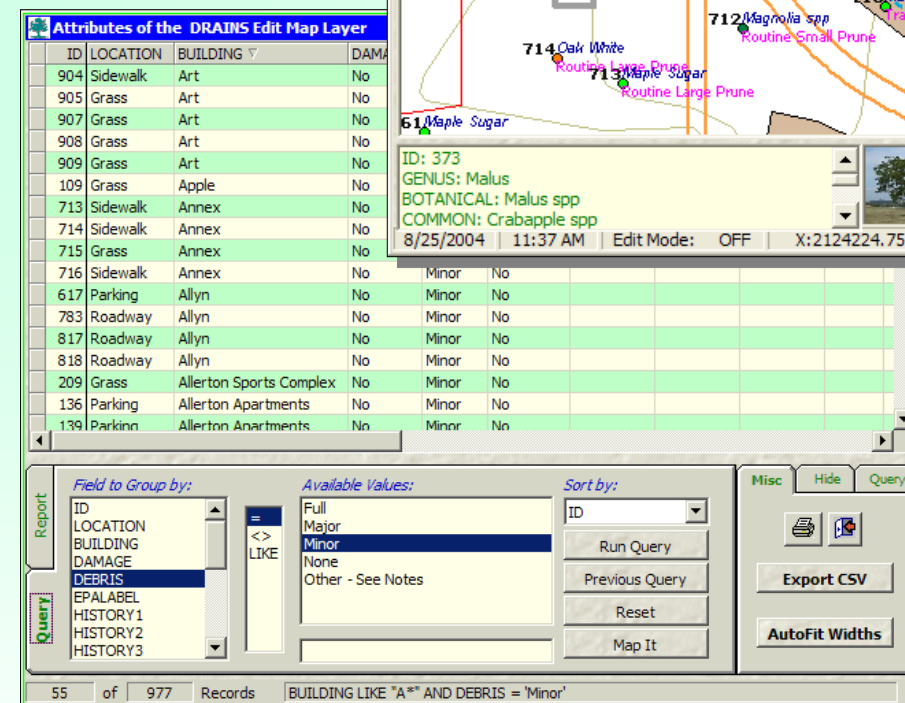 Attributes of the DRAINS Edit Map Layer
ID LOCATION BUILDING DAMA
904 Sidewalk Art No
905 Grass Art No
907 Grass Art No
908 Grass Art No
909 Grass Art No
109 Grass Apple No
713 Sidewalk Annex No
714 Sidewalk Annex No
715 Grass Annex No
716 Sidewalk Annex No Minor No
617 Parking Allyn No Minor No
783 Roadway Allyn No Minor No
817 Roadway Allyn No Minor No
818 Roadway Allyn No Minor No
209 Grass Allerton Sports Complex No Minor No
136 Parking Allerton Apartments No Minor No
139 Parking Allerton Apartments No Minor No
712 Magnolia spp
Routine Small Prune
714 Oak White
Routine Large Prune
713 Maple Sugar
Routine Large Prune
61 Maple Sugar
ID: 373
GENUS: Malus
BOTANICAL: Malus spp
COMMON: Crabapple spp
8/25/2004 11:37 AM Edit Mode: OFF X:2124224.75
Report
Query
Field to Group by:
ID
LOCATION
BUILDING
DAMAGE
DEBRIS
EPALABEL
HISTORY1
HISTORY2
HISTORY3
=
<>
LIKE
Available Values:
Full
Major
Minor
None
Other - See Notes
Sort by:
ID
Run Query
Previous Query
Reset
Map It
Misc Hide Query
Export CSV
AutoFit Widths
55 of 977 Records BUILDING LIKE "A*" AND DEBRIS = 'Minor'